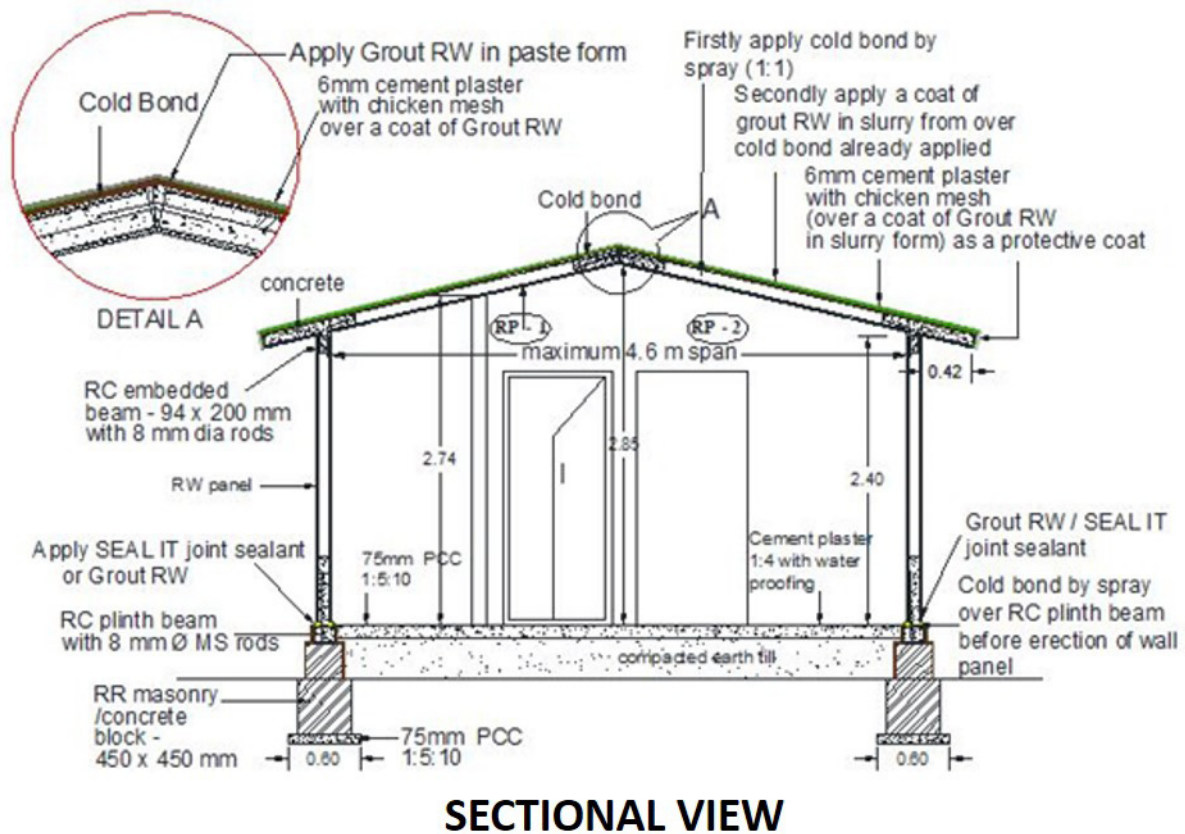 Apply Grout RW in paste form
6mm cement plaster
with chicken mesh
over a coat of Grout RW
Cold Bond
DETAIL A
Firstly apply cold bond by
spray (1:1)
Secondly apply a coat of
grout RW in slurry from over
cold bond already applied
6mm cement plaster
with chicken mesh
(over a coat of Grout RW
in slurry form) as a protective coat
Cold bond
A
concrete
RP - 1
RP - 2
maximum 4.6 m span
0.42
RC embedded
beam - 94 x 200 mm
with 8 mm dia rods
2.74
2.85
2.40
RW panel
Apply SEAL IT joint sealant
or Grout RW
75mm PCC
1:5:10
Cement plaster
1:4 with water
proofing
Grout RW / SEAL IT
joint sealant
RC plinth beam
with 8 mm Ø MS rods
Cold bond by spray
over RC plinth beam
before erection of wall
panel
compacted earth fill
RR masonry
/concrete
block -
450 x 450 mm
75mm PCC
1:5:10
0.60
0.60
SECTIONAL VIEW